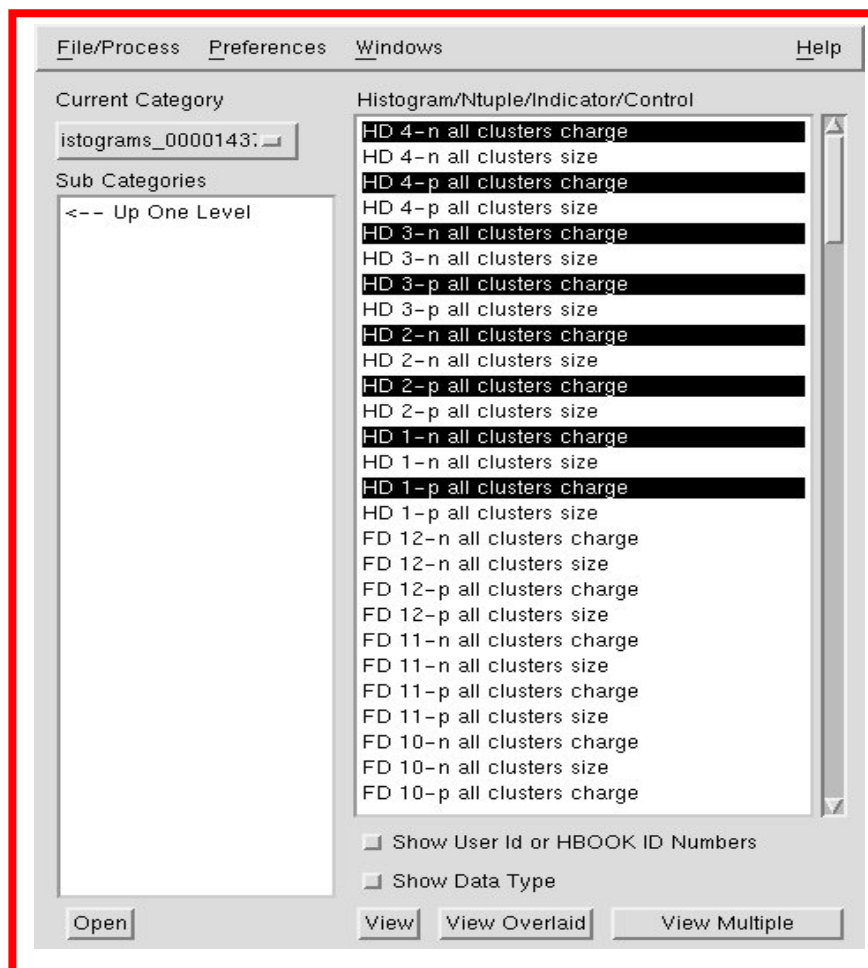 File/Process Preferences Windows Help
Current Category
istograms_00001437
Sub Categories
<-- Up One Level
Open
Histogram/Ntuple/Indicator/Control
HD 4-n all clusters charge
HD 4-n all clusters size
HD 4-p all clusters charge
HD 4-p all clusters size
HD 3-n all clusters charge
HD 3-n all clusters size
HD 3-p all clusters charge
HD 3-p all clusters size
HD 2-n all clusters charge
HD 2-n all clusters size
HD 2-p all clusters charge
HD 2-p all clusters size
HD 1-n all clusters charge
HD 1-n all clusters size
HD 1-p all clusters charge
HD 1-p all clusters size
FD 12-n all clusters charge
FD 12-n all clusters size
FD 12-p all clusters charge
FD 12-p all clusters size
FD 11-n all clusters charge
FD 11-n all clusters size
FD 11-p all clusters charge
FD 11-p all clusters size
FD 10-n all clusters charge
FD 10-n all clusters size
FD 10-p all clusters charge
Show User Id or HBOOK ID Numbers
Show Data Type
View View Overlaid View Multiple